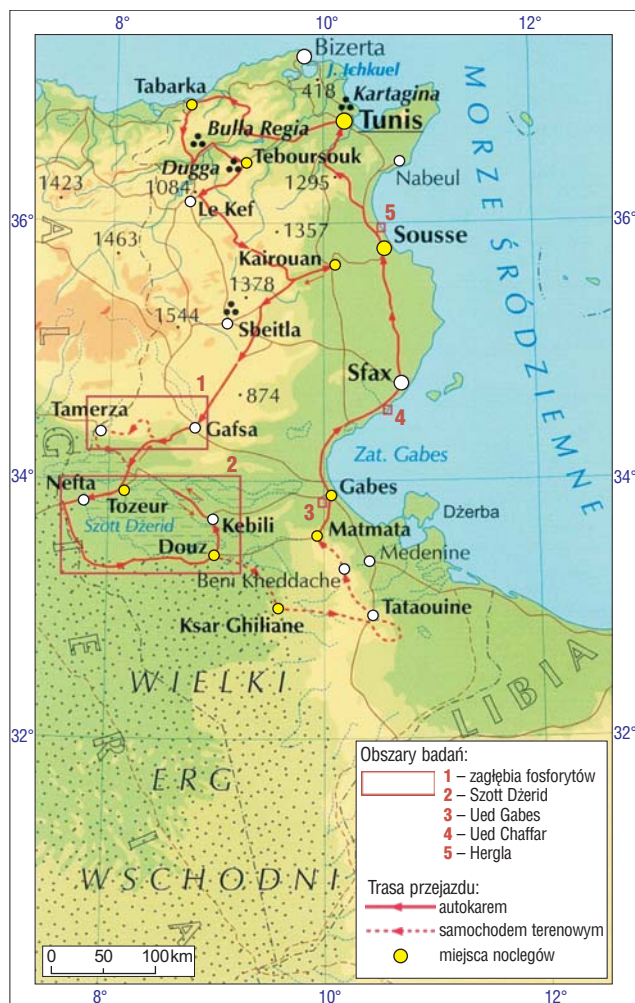 8° 10° 12°
Bizerta
J. Ichkuel
Tabarka
418
Kartagina
Tunis
Bulla Regia
Dugga
Teboursouk
Nabeul
1423
1084
1295
Le Kef
36° 36°
5
1357
Sousse
1463
Kairouan
1378
1544
Sbeitla
MORZE ŚRÓDZIEMNE
Sfax
1
874
4
Tamerza
Gafsa
Zat. Gabes
34° 34°
2
Nefta
Tozeur
3
Gabes
Szott Dżerid
Kebili
Matmata
Dżerba
Douz
Medenine
Beni Kheddache
Ksar Ghiliane
Tataouine
ALGIERIA
LIBIA
WIELKI
ERG
WSCHODNI
32° 32°
Obszary badań:
1 – zagłębia fosforytów
2 – Szott Dżerid
3 – Ued Gabes
4 – Ued Chaffar
5 – Hergla
Trasa przejazdu:
autokarem
samochodem terenowym
miejsca noclegów
0 50 100 km
8° 10° 12°